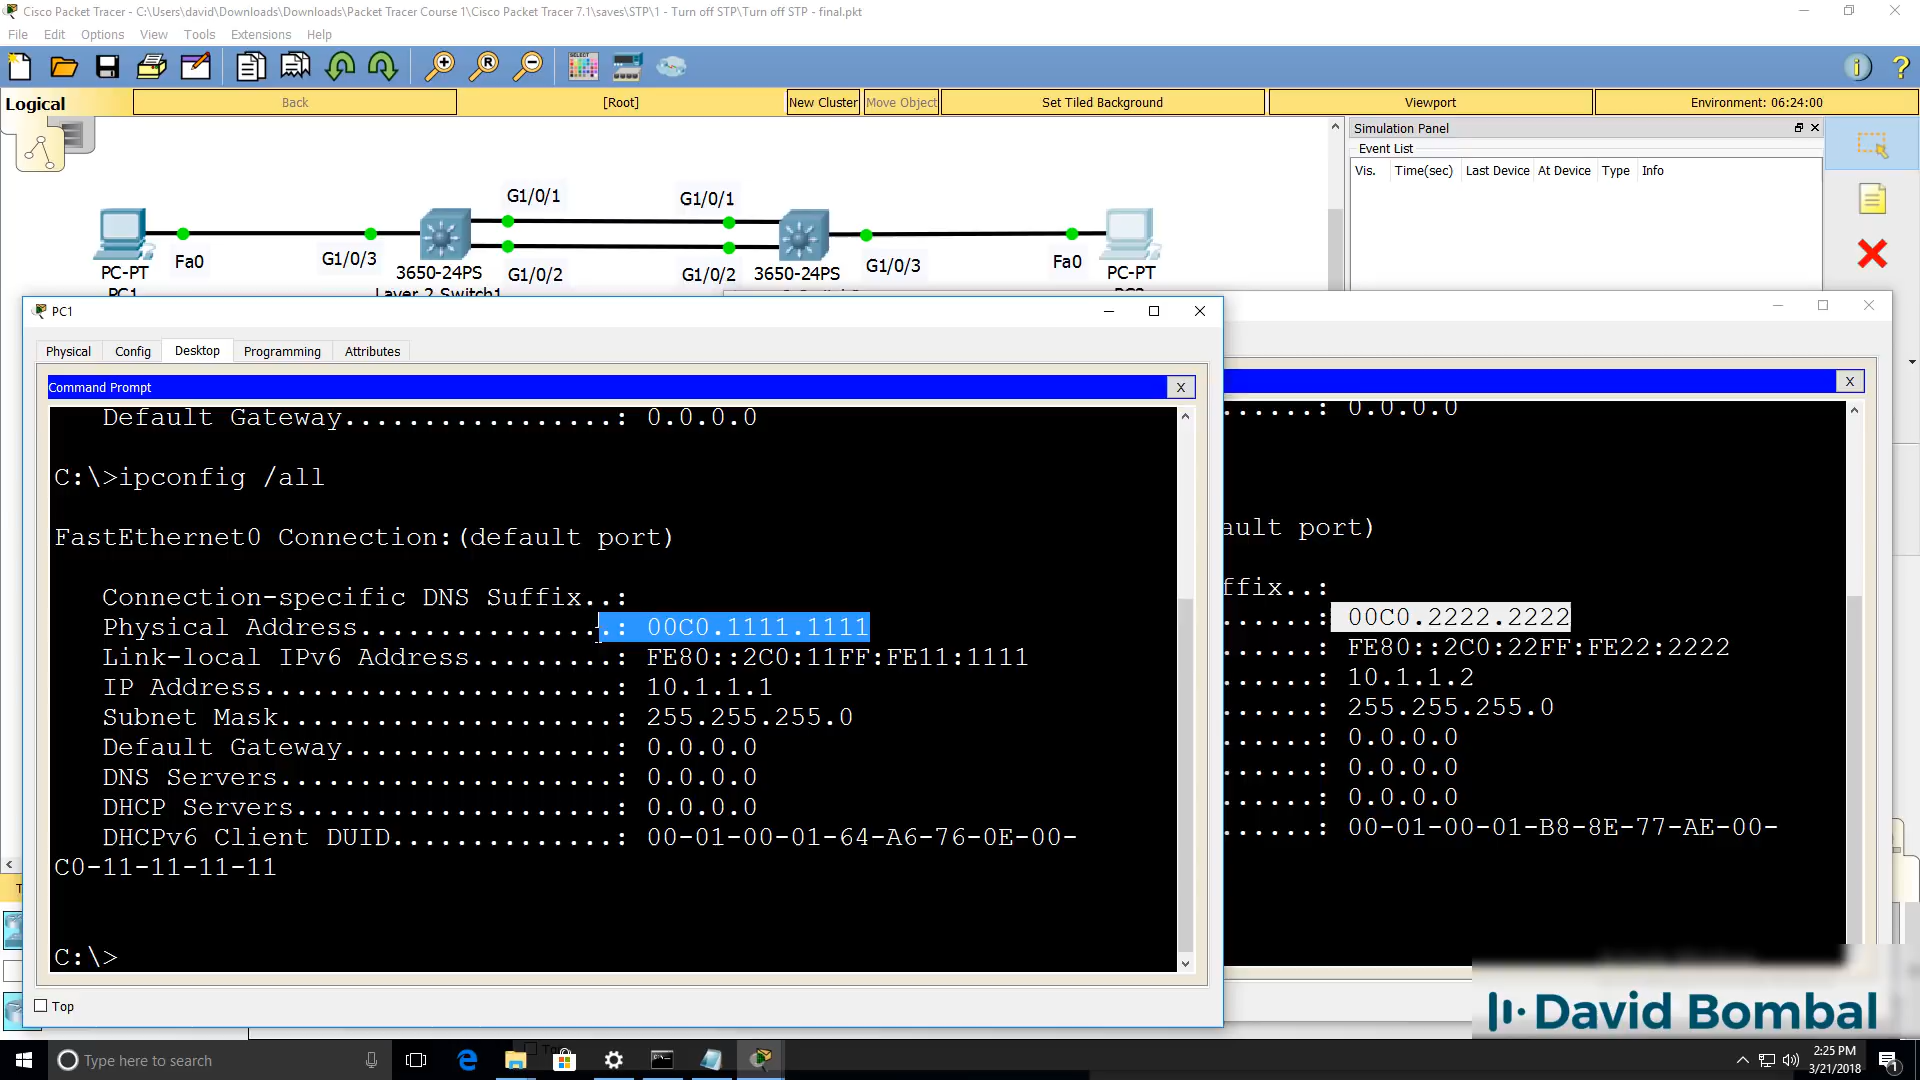 Cisco Packet Tracer - C:\Users\david\Downloads\Downloads\Packet Tracer Course 1\Cisco Packet Tracer 7.1\saves\STP\1 - Turn off STP\Turn off STP - final.pkt
File Edit Options View Tools Extensions Help
Logical Back [Root] New Cluster Move Object Set Tiled Background Viewport Environment: 06:24:00
Simulation Panel
Event List
Vis. Time(sec) Last Device At Device Type Info
G1/0/1 G1/0/1
Fa0 G1/0/3 G1/0/3 Fa0
PC-PT 3650-24PS G1/0/2 G1/0/2 3650-24PS PC-PT
PC1 Layer 2 Switch1 PC2
PC1
Physical Config Desktop Programming Attributes
Command Prompt X
Default Gateway.................: 0.0.0.0
C:\>ipconfig /all
FastEthernet0 Connection:(default port)
Connection-specific DNS Suffix..:
Physical Address................: 00C0.1111.1111
Link-local IPv6 Address.........: FE80::2C0:11FF:FE11:1111
IP Address......................: 10.1.1.1
Subnet Mask.....................: 255.255.255.0
Default Gateway.................: 0.0.0.0
DNS Servers.....................: 0.0.0.0
DHCP Servers....................: 0.0.0.0
DHCPv6 Client DUID..............: 00-01-00-01-64-A6-76-0E-00-
C0-11-11-11-11
C:\>
Top
X
......: 0.0.0.0
ault port)
ffix..:
......: 00C0.2222.2222
FE80::2C0:22FF:FE22:2222
......: 10.1.1.2
......: 255.255.255.0
......: 0.0.0.0
......: 0.0.0.0
......: 0.0.0.0
......: 00-01-00-01-B8-8E-77-AE-00-
David Bombal
Type here to search
2:25 PM
3/21/2018
1